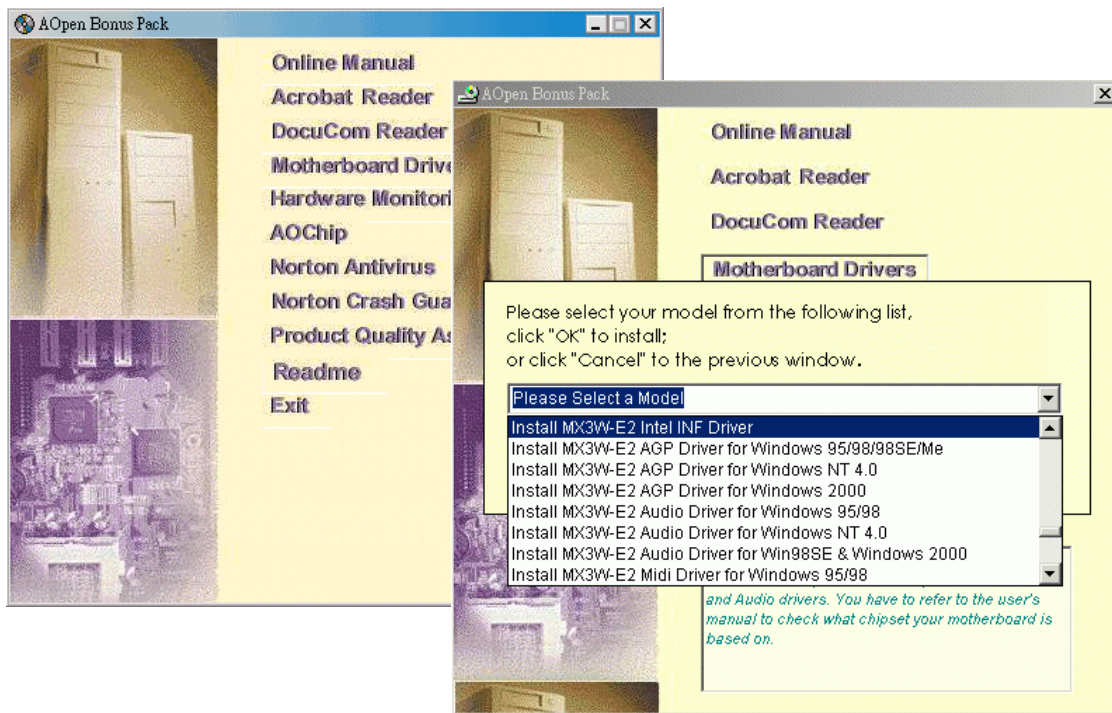 AOpen Bonus Pack
Online Manual
Acrobat Reader
DocuCom Reader
Motherboard Drive
Hardware Monitori
AOChip
Norton Antivirus
Norton Crash Gua
Product Quality As
Readme
Exit
AOpen Bonus Pack
Online Manual
Acrobat Reader
DocuCom Reader
Motherboard Drivers
Please select your model from the following list,
click "OK" to install;
or click "Cancel" to the previous window.
Please Select a Model
Install MX3W-E2 Intel INF Driver
Install MX3W-E2 AGP Driver for Windows 95/98/98SE/Me
Install MX3W-E2 AGP Driver for Windows NT 4.0
Install MX3W-E2 AGP Driver for Windows 2000
Install MX3W-E2 Audio Driver for Windows 95/98
Install MX3W-E2 Audio Driver for Windows NT 4.0
Install MX3W-E2 Audio Driver for Win98SE & Windows 2000
Install MX3W-E2 Midi Driver for Windows 95/98
and Audio drivers. You have to refer to the user's
manual to check what chipset your motherboard is
based on.